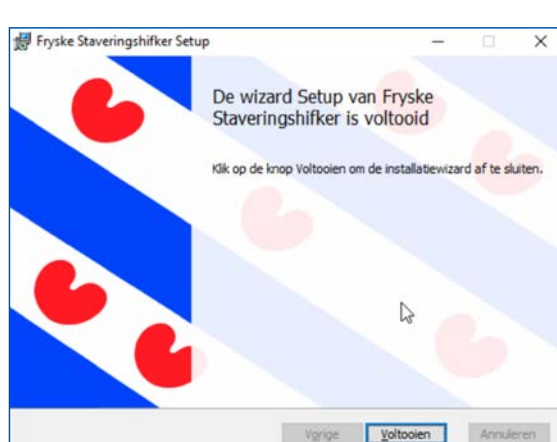 Fryske Staveringshifker Setup
De wizard Setup van Fryske
Staveringshifker is voltooid
Klik op de knop Voltooien om de installatiewizard af te sluiten.
Vorige Voltooien Annuleren